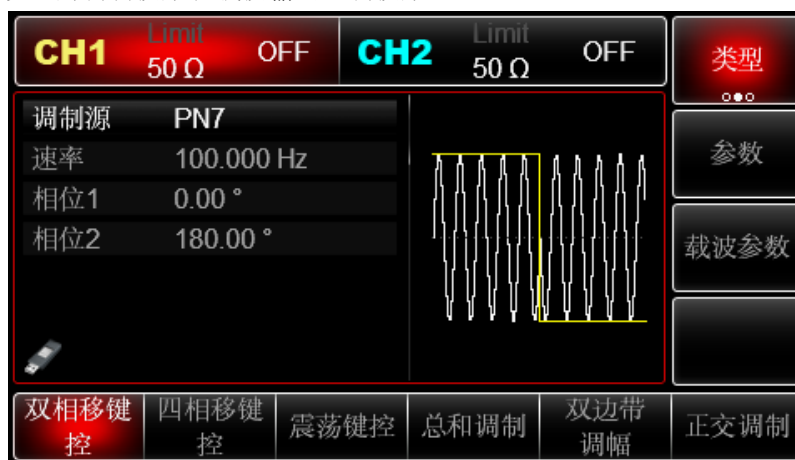 CH1 Limit 50 Ω OFF CH2 Limit 50 Ω OFF
类型
调制源 PN7
速率 100.000 Hz
相位1 0.00 °
相位2 180.00 °
参数
载波参数
双相移键
控
四相移键
控
震荡键控
总和调制
双边带
调幅
正交调制